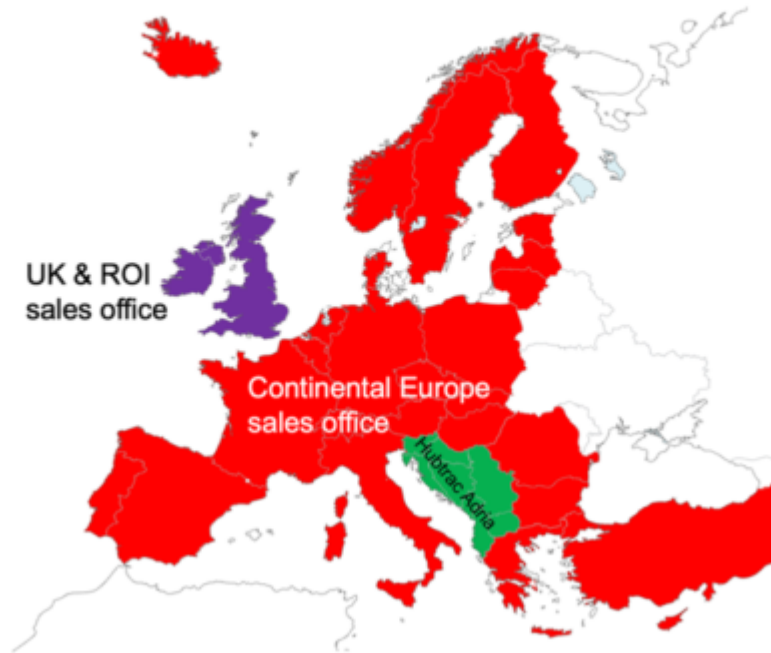 UK & ROI
sales office
Continental Europe
sales office
Hubtrac Adria